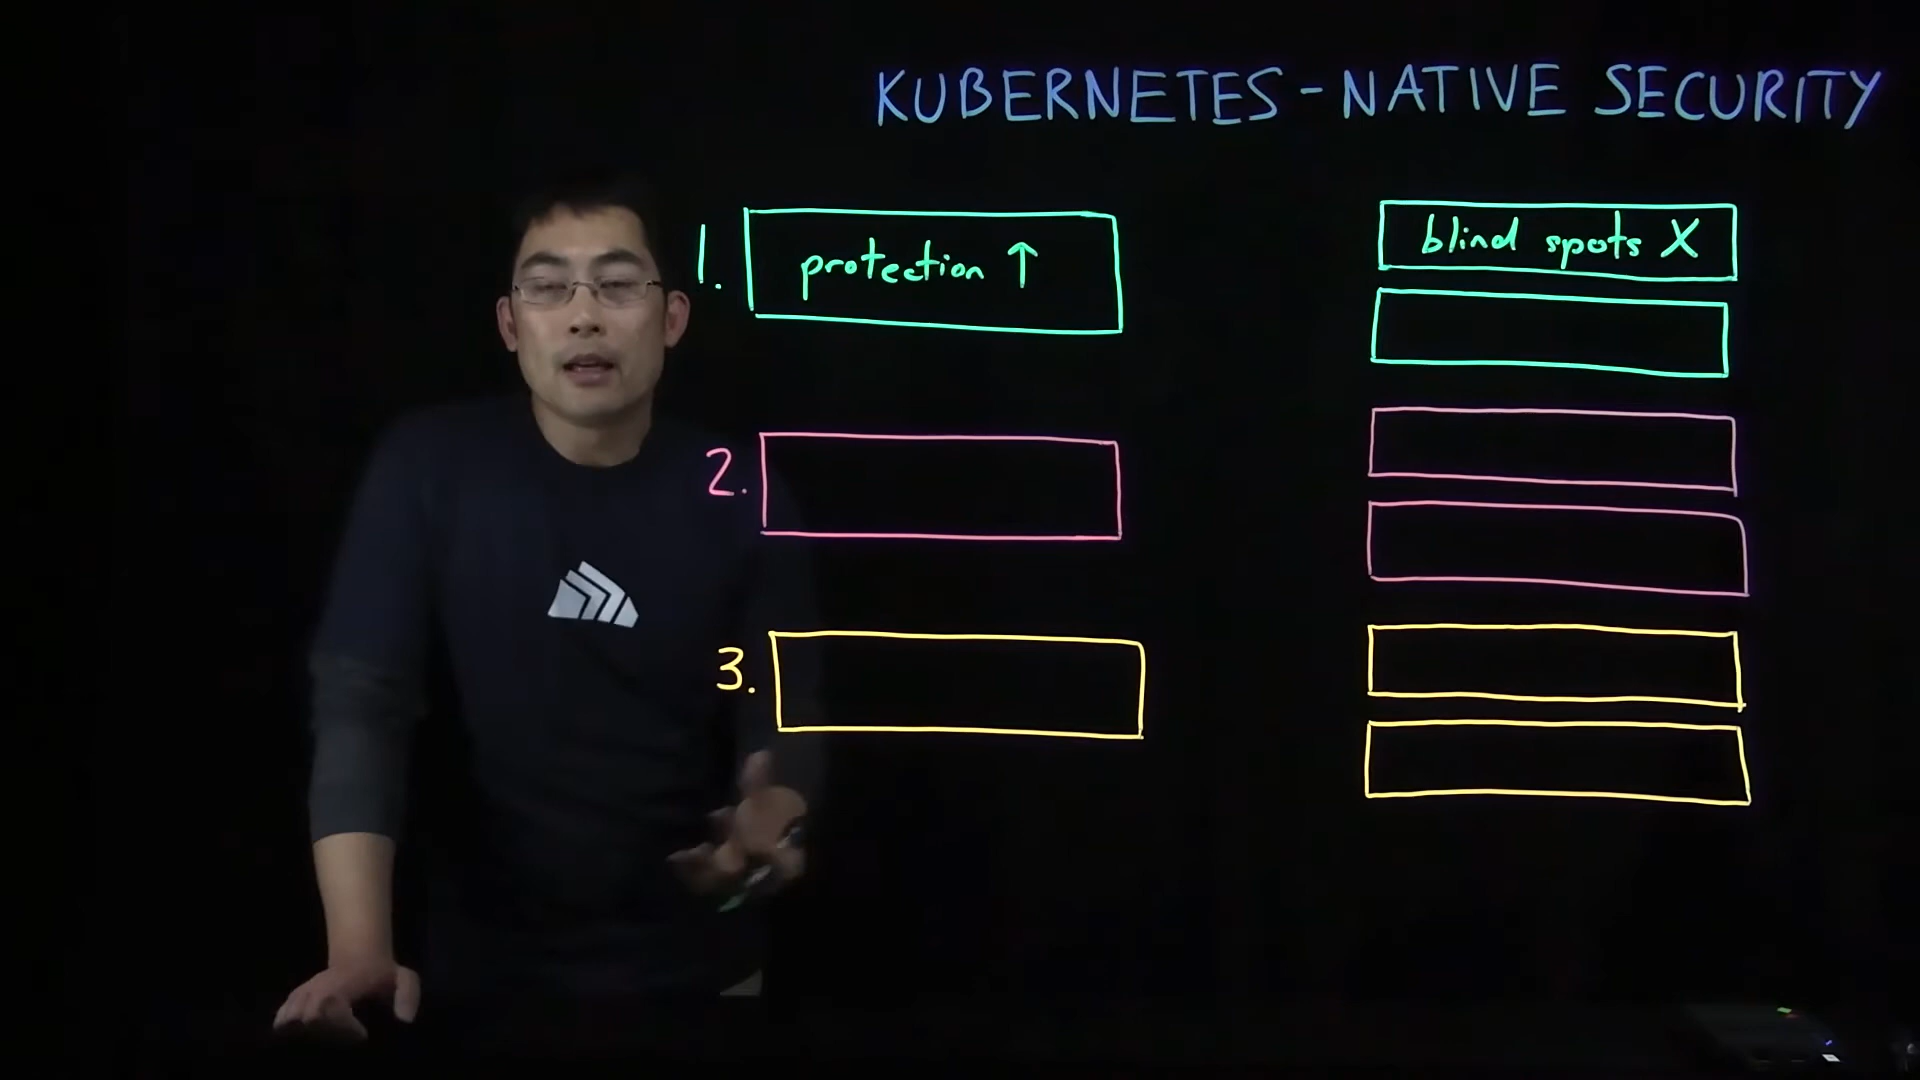 KUBERNETES - NATIVE SECURITY
1. protection ↑
blind spots X
2.
3.